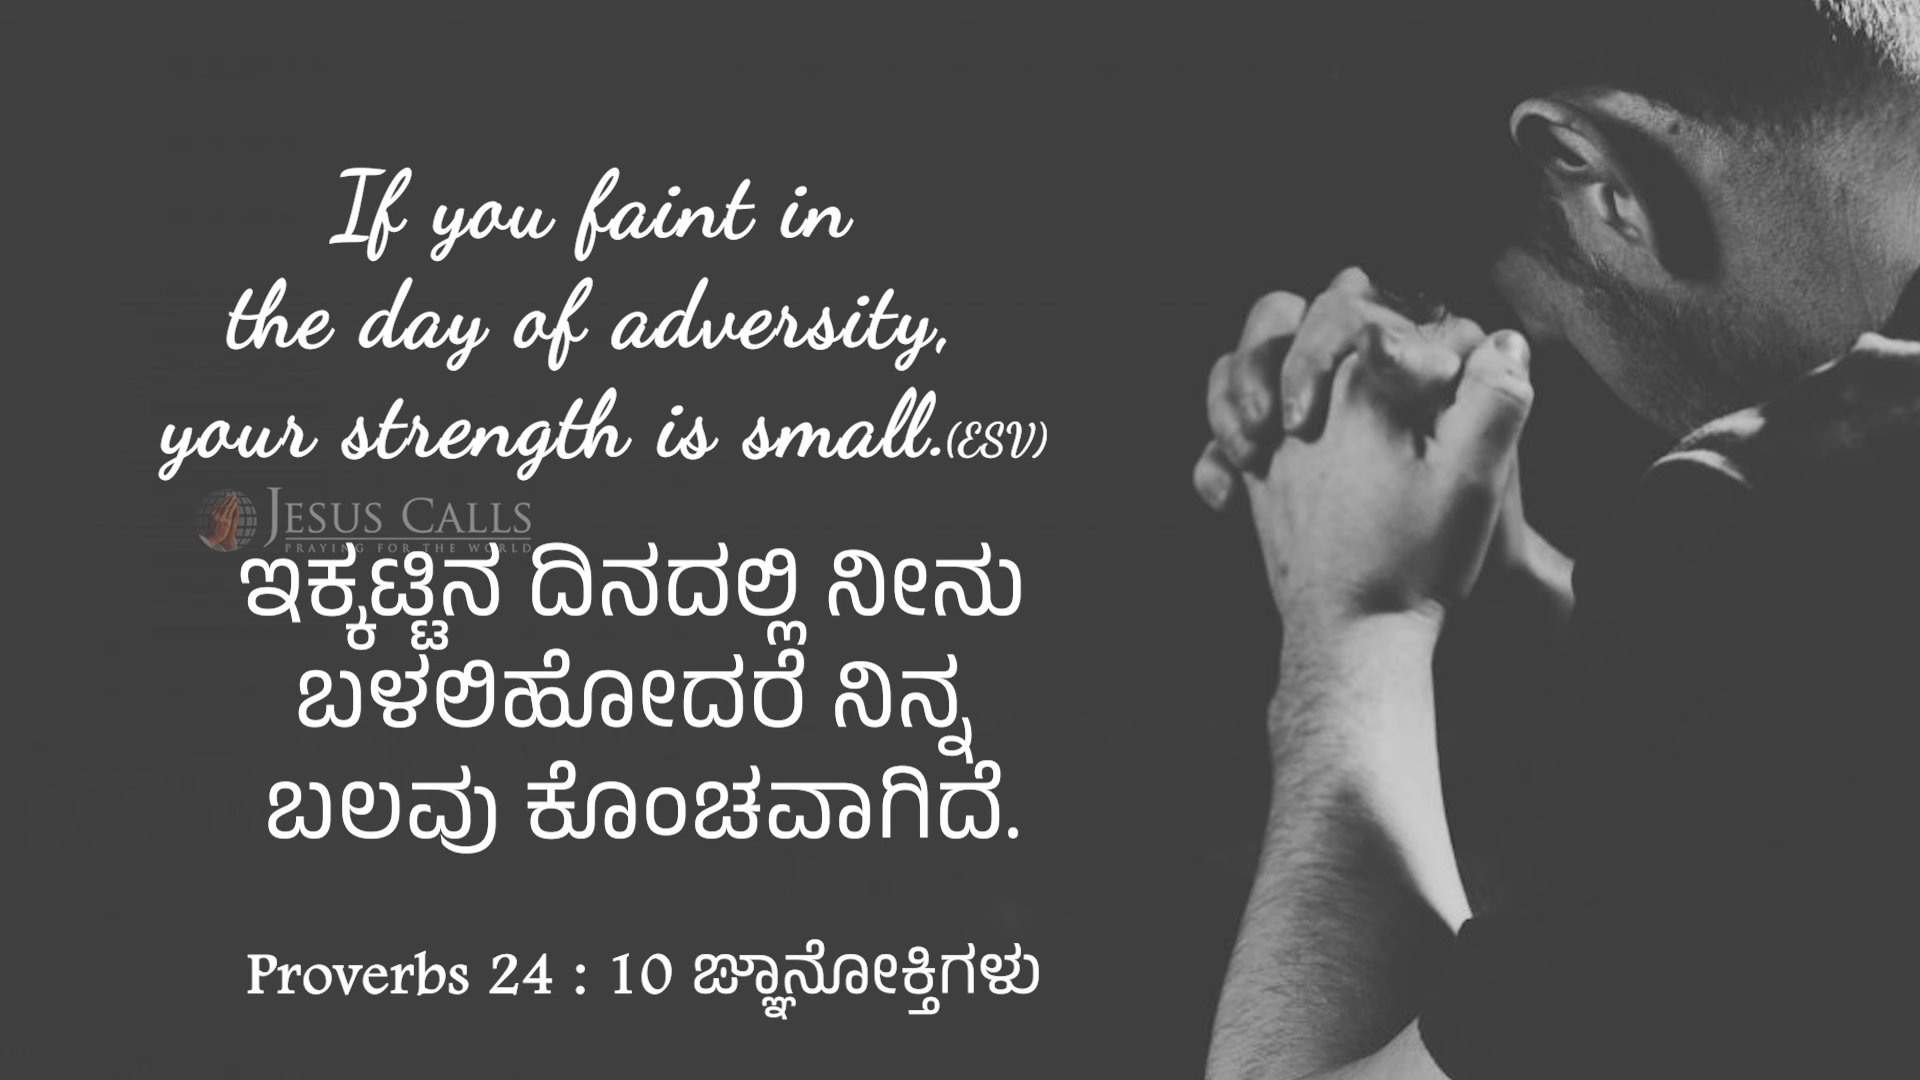 If you faint in
the day of adversity,
your strength is small.(ESV)
JESUS CALLS
PRAYING FOR THE WORLD
ಇಕ್ಕಟ್ಟಿನ ದಿನದಲ್ಲಿ ನೀನು
ಬಳಲಿಹೋದರೆ ನಿನ್ನ
ಬಲವು ಕೊಂಚವಾಗಿದೆ.
Proverbs 24 : 10 ಙ್ಞಾನೋಕ್ತಿಗಳು